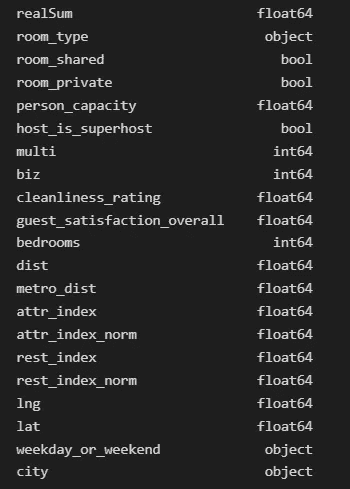 realSum float64
room_type object
room_shared bool
room_private bool
person_capacity float64
host_is_superhost bool
multi int64
biz int64
cleanliness_rating float64
guest_satisfaction_overall float64
bedrooms int64
dist float64
metro_dist float64
attr_index float64
attr_index_norm float64
rest_index float64
rest_index_norm float64
lng float64
lat float64
weekday_or_weekend object
city object